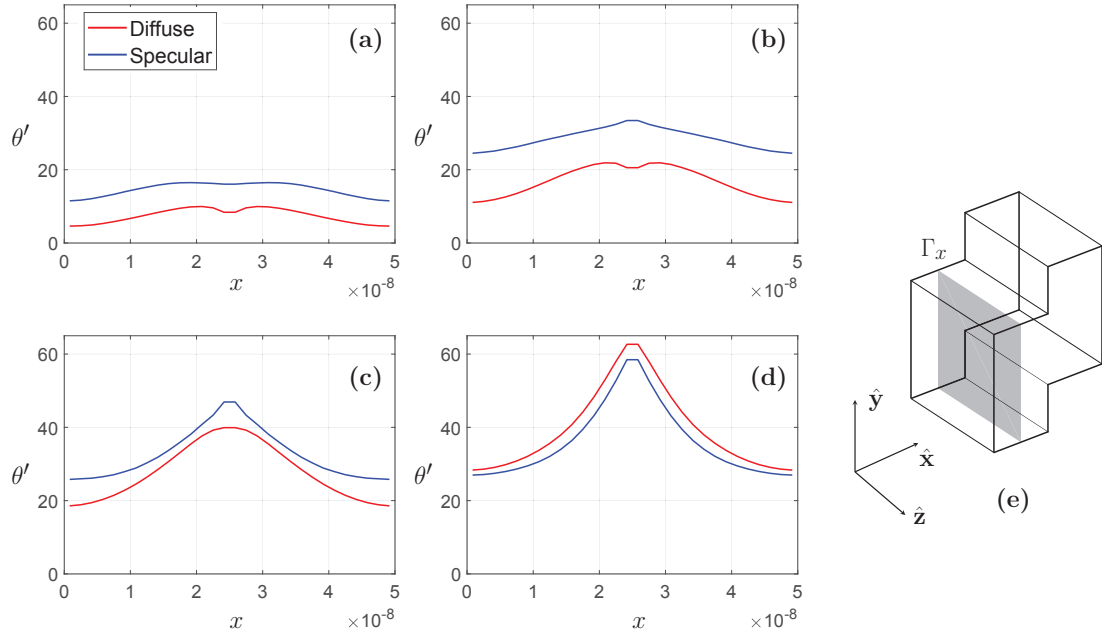 Diffuse
Specular
(a)
60
40
20
0
θ′
0 1 2 3 4 5
×10⁻⁸
x
(b)
60
40
20
0
θ′
0 1 2 3 4 5
×10⁻⁸
x
(c)
60
40
20
0
θ′
0 1 2 3 4 5
×10⁻⁸
x
(d)
60
40
20
0
θ′
0 1 2 3 4 5
×10⁻⁸
x
Γₓ
ŷ
x̂
ẑ
(e)